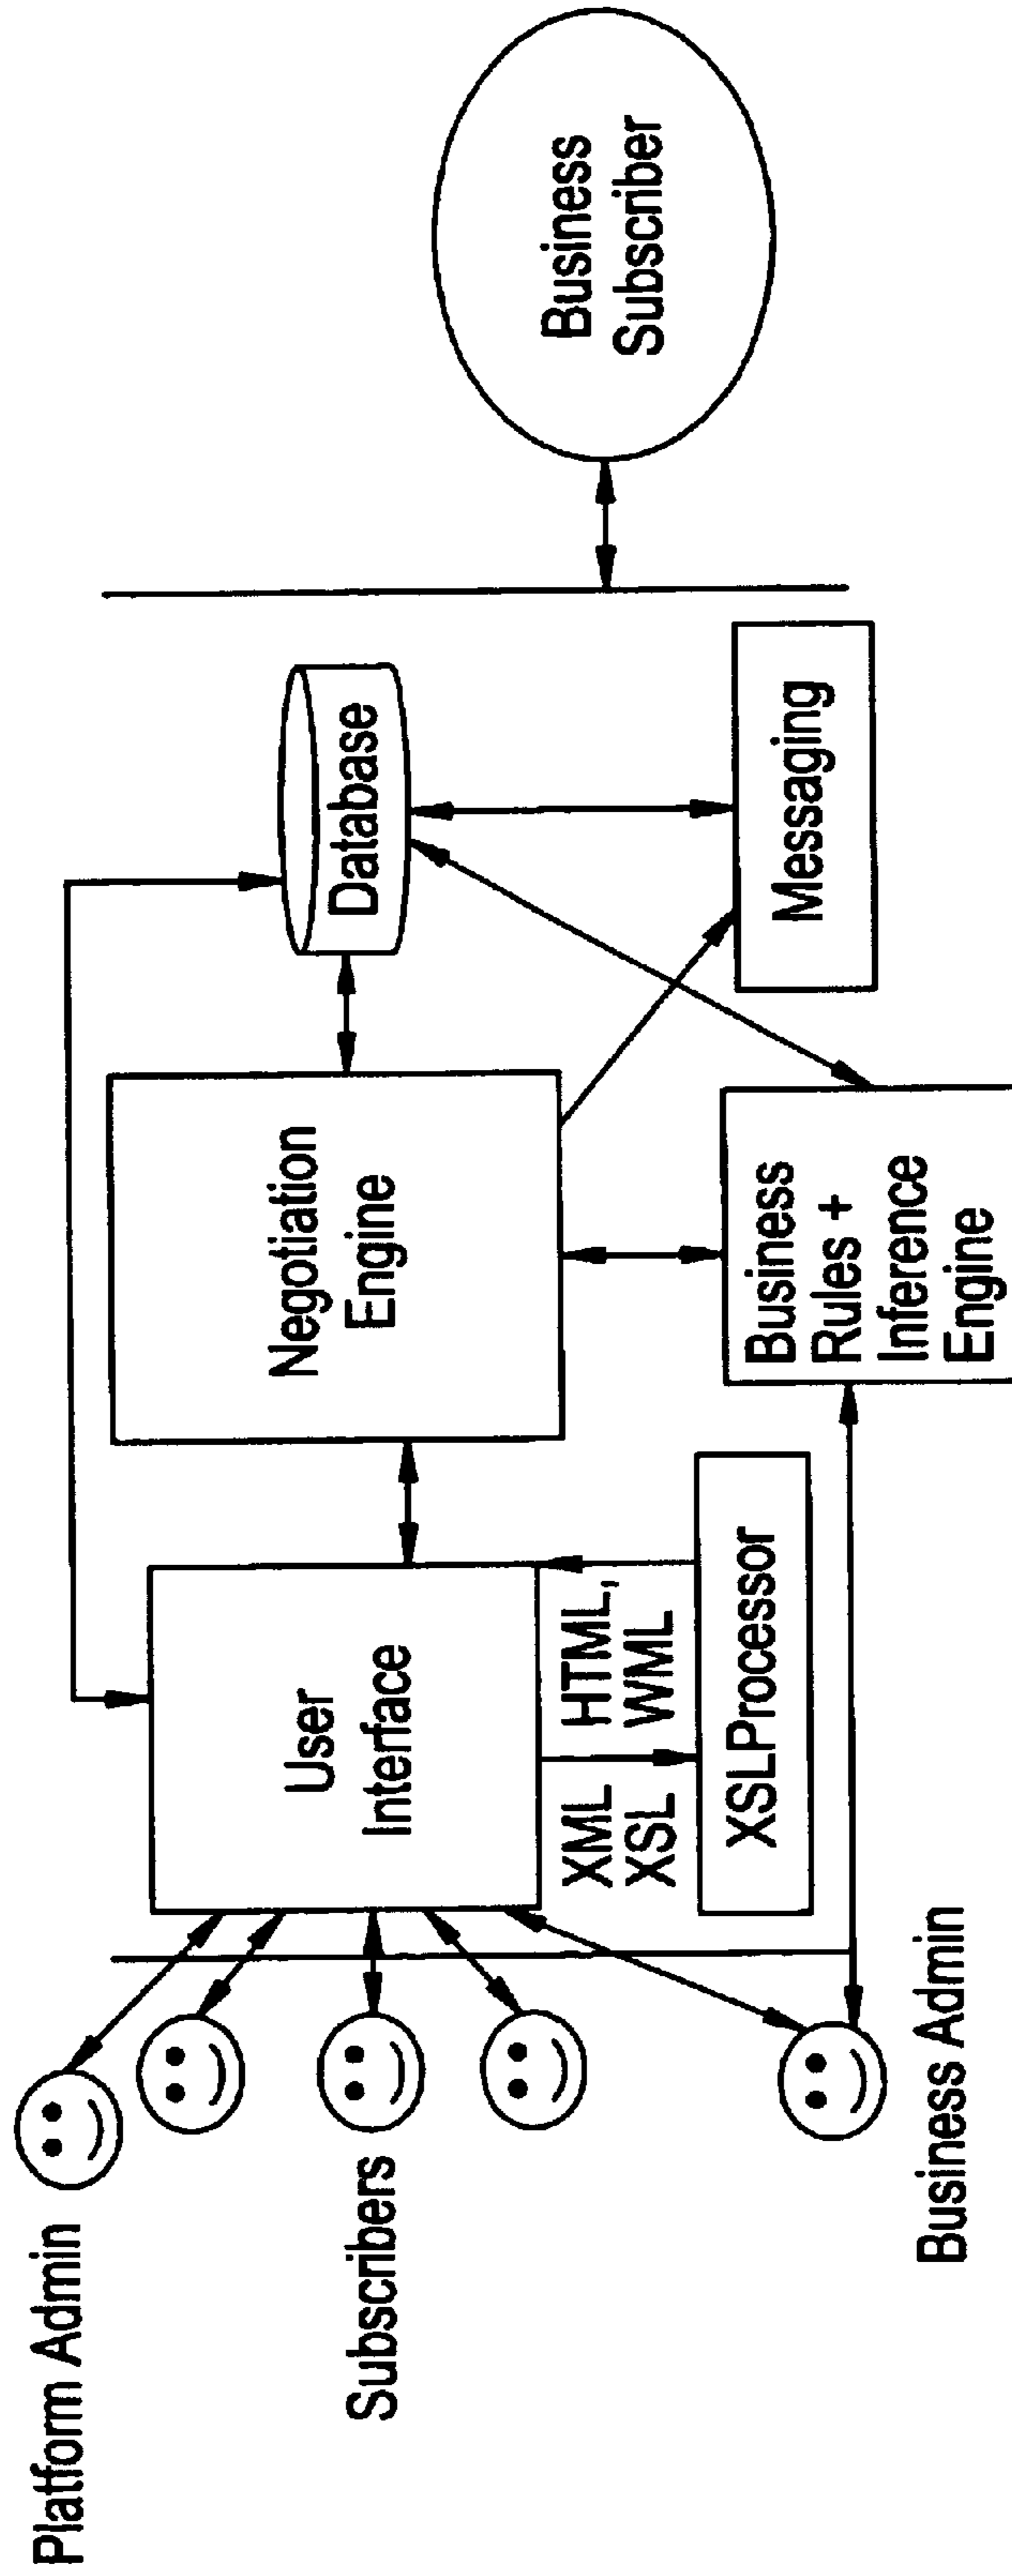 Platform Admin
Subscribers
Business Admin
User
Interface
XML
XSL
HTML,
WML
XSLProcessor
Negotiation
Engine
Business
Rules +
Inference
Engine
Database
Messaging
Business
Subscriber